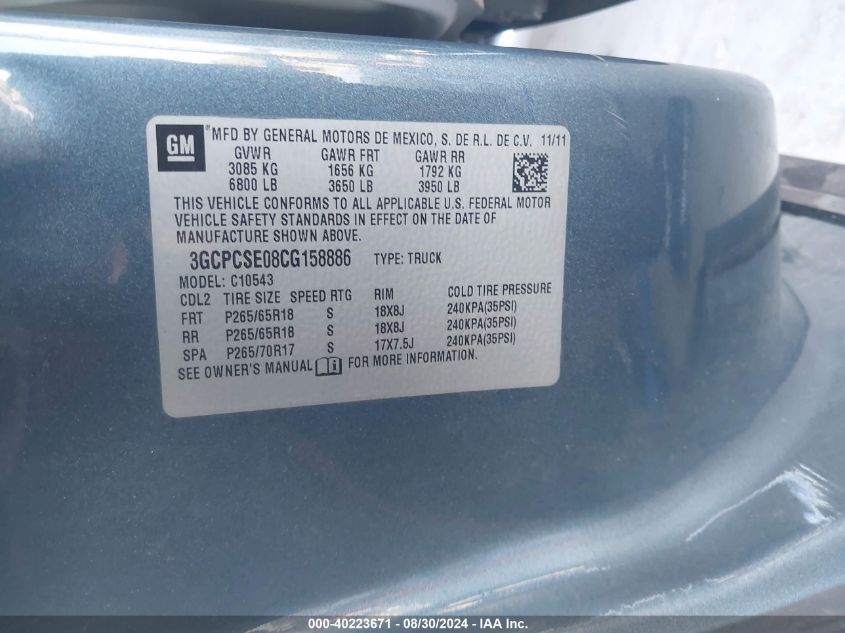 GM ® MFD BY GENERAL MOTORS DE MEXICO, S. DE R.L. DE C.V. 11/11
GVWR GAWR FRT GAWR RR
3085 KG 1656 KG 1792 KG
6800 LB 3650 LB 3950 LB
THIS VEHICLE CONFORMS TO ALL APPLICABLE U.S. FEDERAL MOTOR
VEHICLE SAFETY STANDARDS IN EFFECT ON THE DATE OF
MANUFACTURE SHOWN ABOVE.
3GCPCSE08CG158886 TYPE: TRUCK
MODEL: C10543
CDL2 TIRE SIZE SPEED RTG RIM COLD TIRE PRESSURE
FRT P265/65R18 S 18X8J 240KPA(35PSI)
RR P265/65R18 S 18X8J 240KPA(35PSI)
SPA P265/70R17 S 17X7.5J 240KPA(35PSI)
SEE OWNER'S MANUAL FOR MORE INFORMATION.
000-40223671 - 08/30/2024 - IAA Inc.